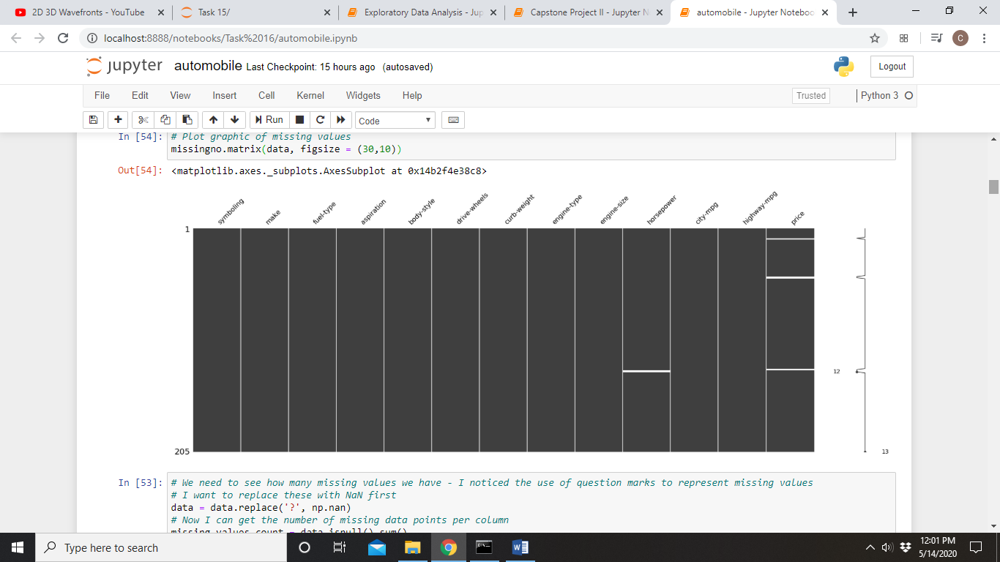 2D 3D Wavefronts - YouTube
Task 15/
Exploratory Data Analysis - Jup
Capstone Project II - Jupyter N
automobile - Jupyter Noteboo
localhost:8888/notebooks/Task%2016/automobile.ipynb
C
jupyter automobile Last Checkpoint: 15 hours ago (autosaved)
Logout
File Edit View Insert Cell Kernel Widgets Help
Trusted
Python 3
Run
Code
In [54]: # Plot graphic of missing values
missingno.matrix(data, figsize = (30,10))
Out[54]: <matplotlib.axes._subplots.AxesSubplot at 0x14b2f4e38c8>
symboling make fuel-type aspiration body-style drive-wheels curb-weight engine-type engine-size horsepower city-mpg highway-mpg price
1
12
205
13
In [53]: # We need to see how many missing values we have - I noticed the use of question marks to represent missing values
# I want to replace these with NaN first
data = data.replace('?', np.nan)
# Now I can get the number of missing data points per column
missing_values_count = data.isnull().sum()
Type here to search
12:01 PM
5/14/2020